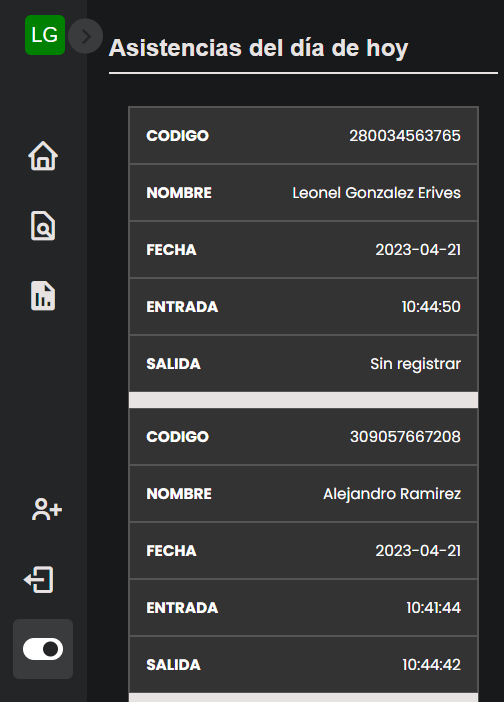 LG
Asistencias del día de hoy
CODIGO 280034563765
NOMBRE Leonel Gonzalez Erives
FECHA 2023-04-21
ENTRADA 10:44:50
SALIDA Sin registrar
CODIGO 309057667208
NOMBRE Alejandro Ramirez
FECHA 2023-04-21
ENTRADA 10:41:44
SALIDA 10:44:42